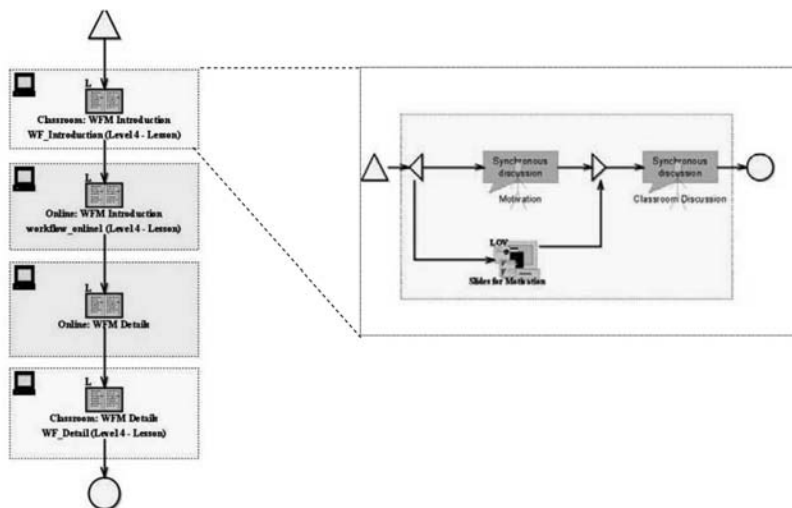 L
Classroom: WFM Introduction
WF_Introduction (Level 4 - Lesson)
L
Online: WFM Introduction
workflow_online1 (Level 4 - Lesson)
L
Online: WFM Details
L
Classroom: WFM Details
WF_Detail (Level 4 - Lesson)
Synchronous
discussion
Motivation
Synchronous
discussion
Classroom Discussion
LOV
Slides for Motivation